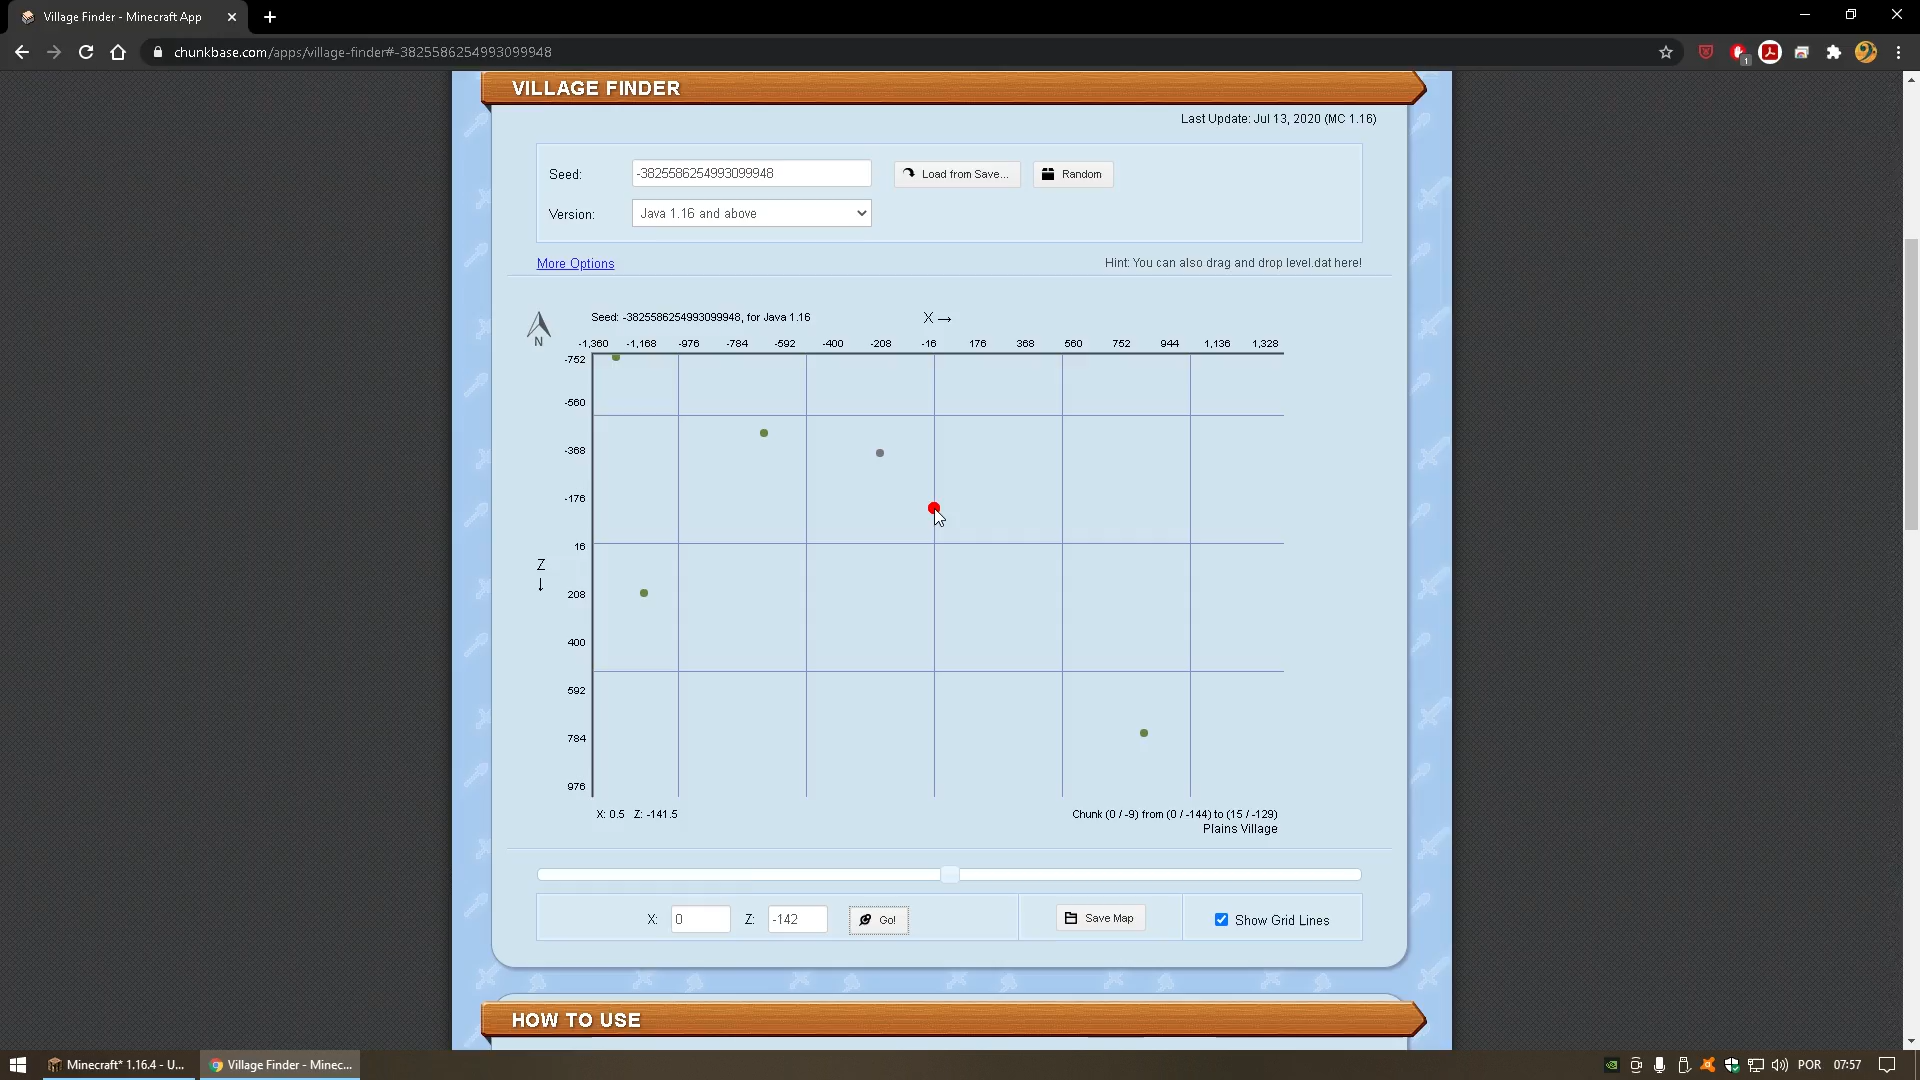 Village Finder - Minecraft App
chunkbase.com/apps/village-finder#-3825586254993099948
1
VILLAGE FINDER
Last Update: Jul 13, 2020 (MC 1.16)
Seed: -3825586254993099948 Load from Save... Random
Version: Java 1.16 and above
More Options Hint: You can also drag and drop level.dat here!
Seed: -3825586254993099948, for Java 1.16 X →
N
-1,360 -1,168 -976 -784 -592 -400 -208 -16 176 368 560 752 944 1,136 1,328
-752
-560
-368
-176
16
Z
↓
208
400
592
784
976
X: 0.5 Z: -141.5 Chunk (0 / -9) from (0 / -144) to (15 / -129)
Plains Village
X: 0 Z: -142 Go! Save Map Show Grid Lines
HOW TO USE
Minecraft* 1.16.4 - U... Village Finder - Minec... POR 07:57